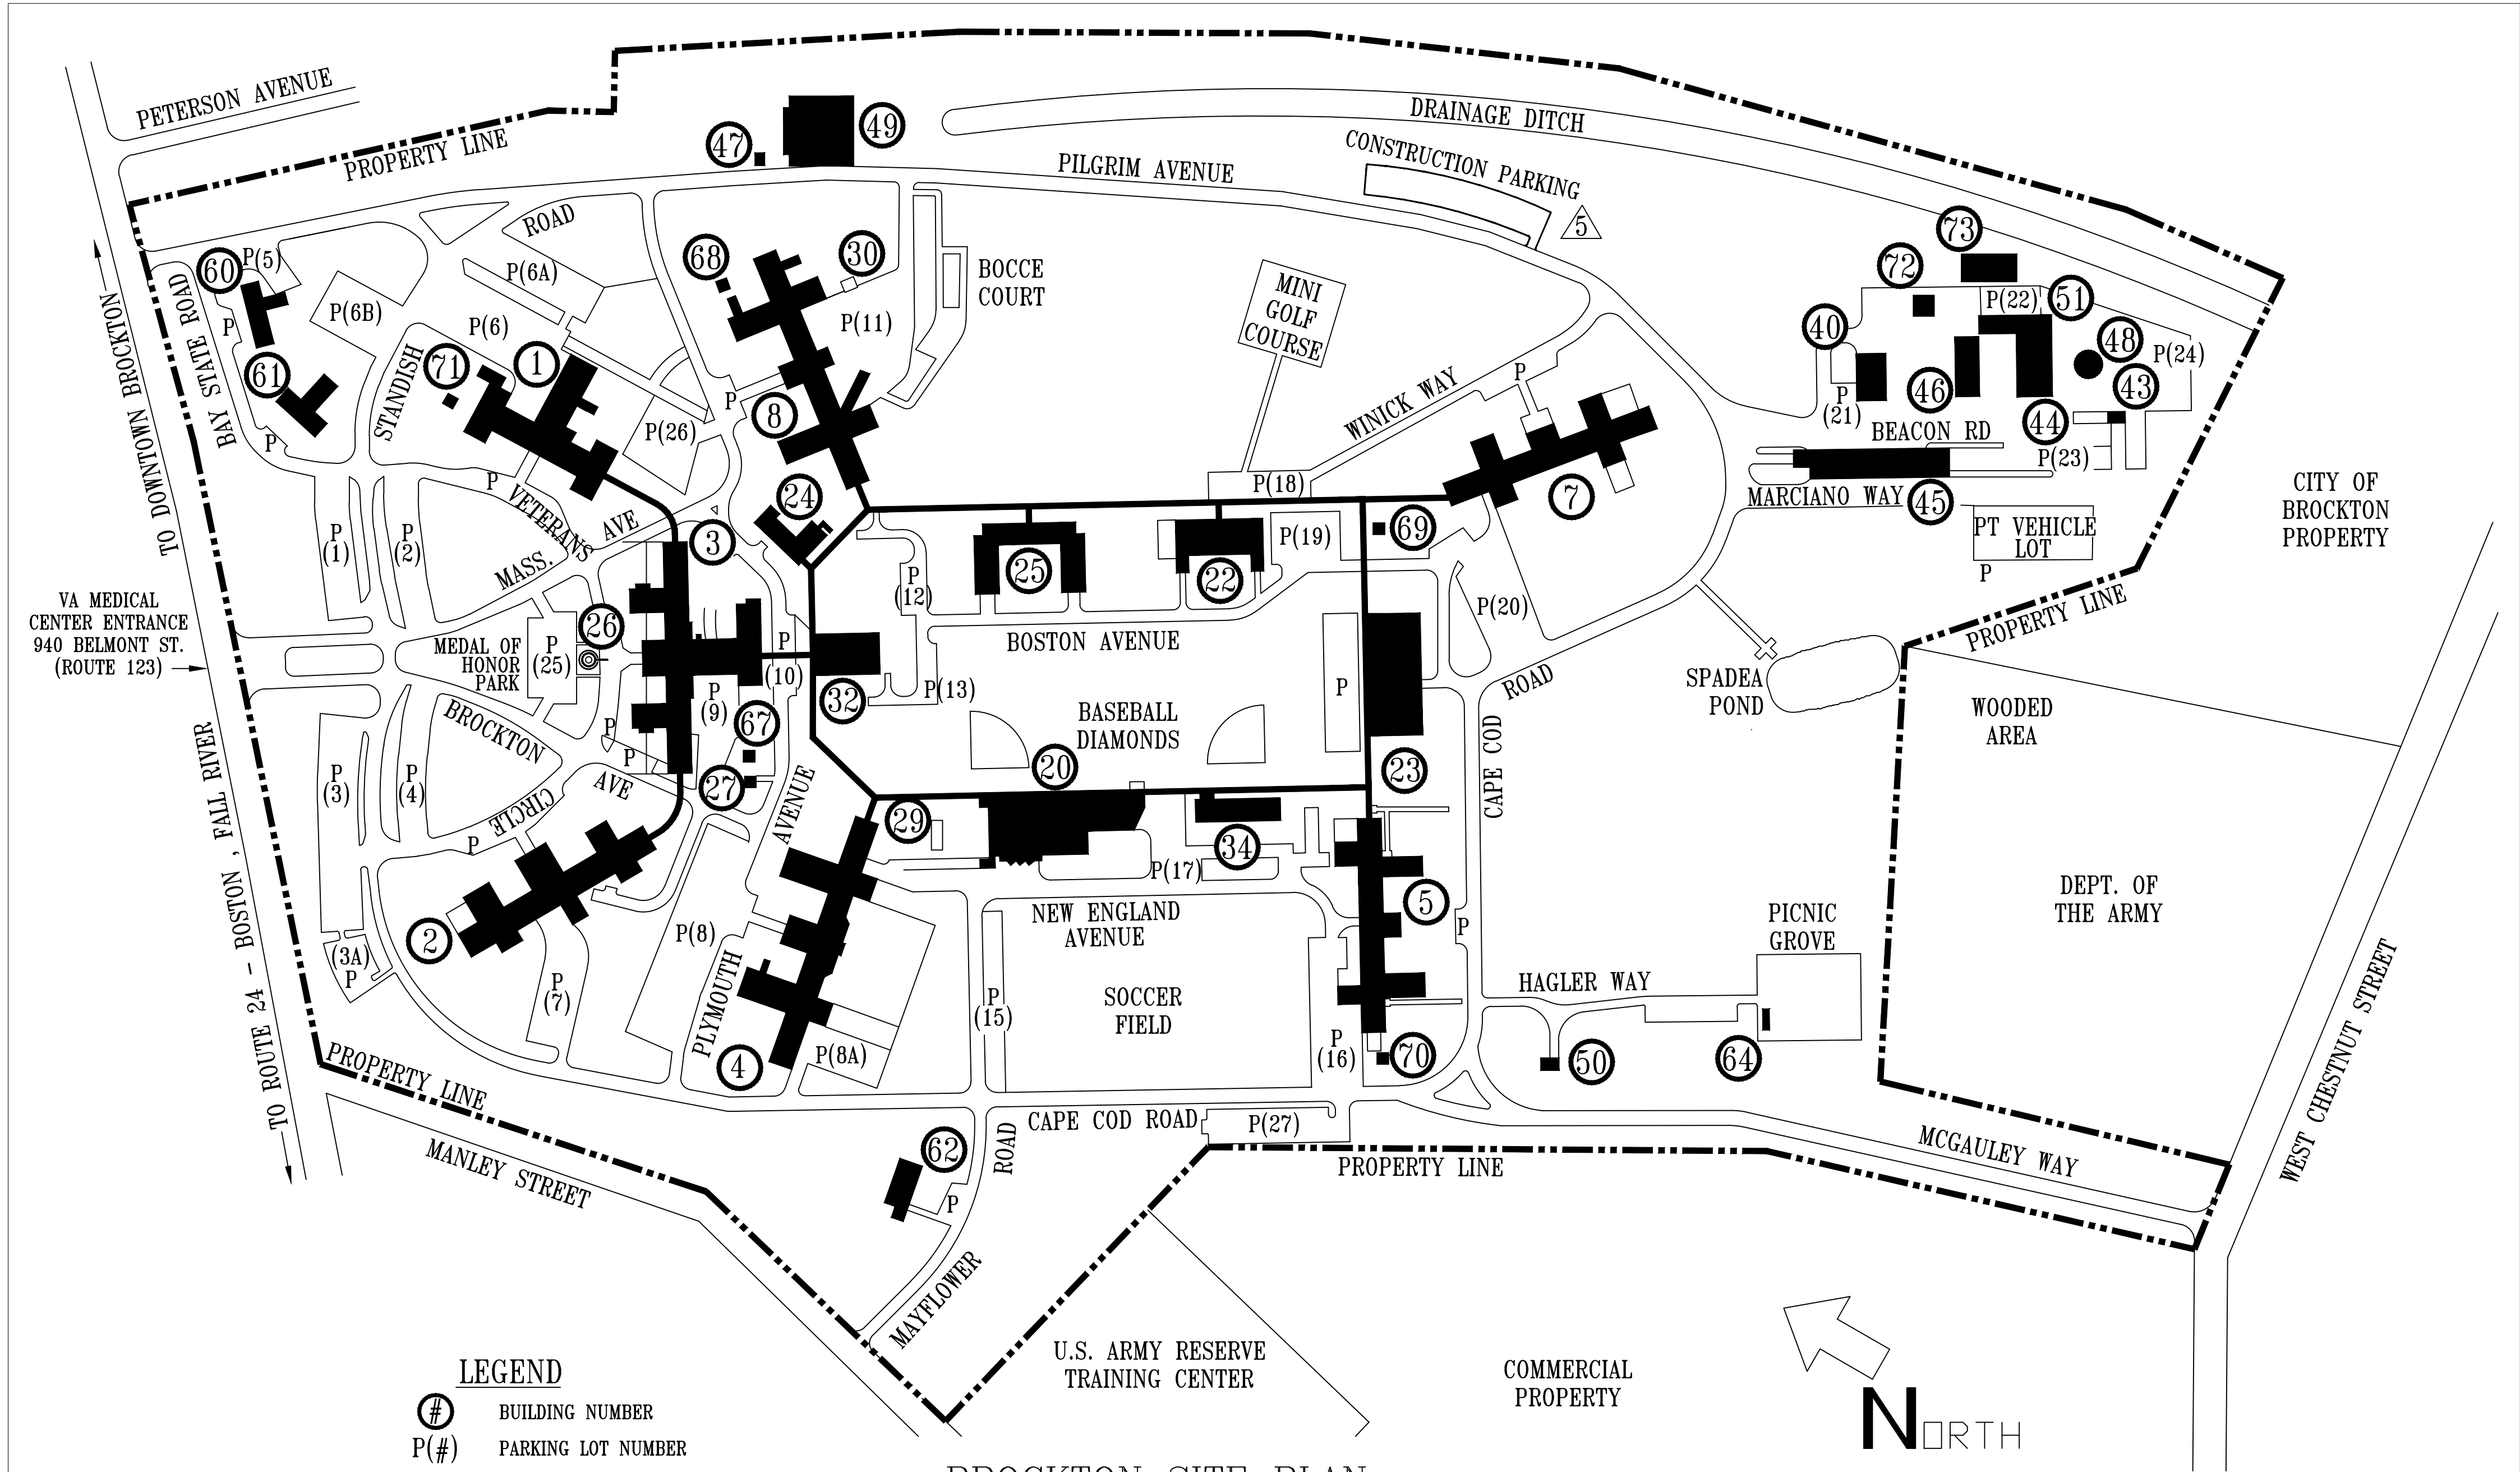 PETERSON AVENUE
PROPERTY LINE
47
49
DRAINAGE DITCH
CONSTRUCTION PARKING
5
PILGRIM AVENUE
ROAD
P(6A)
68
30
BOCCE
COURT
60
P(5)
P
BAY STATE ROAD
P(6B)
P(6)
P(11)
MINI
GOLF
COURSE
73
72
P(22)
51
40
48
P(24)
43
46
P
(21)
44
BEACON RD
P(23)
MARCIANO WAY
45
PT VEHICLE
LOT
P
CITY OF
BROCKTON
PROPERTY
TO DOWNTOWN BROCKTON
61
P
STANDISH
71
1
P
8
P(26)
WINICK WAY
P
P
VETERANS
24
P(18)
7
P
(1)
P
(2)
MASS.
AVE
3
25
22
P(19)
69
P
(12)
VA MEDICAL
CENTER ENTRANCE
940 BELMONT ST.
(ROUTE 123)
26
MEDAL OF
HONOR
PARK
P
(25)
P
(10)
BOSTON AVENUE
P(20)
PROPERTY LINE
P
(9)
67
32
P(13)
P
ROAD
SPADEA
POND
WOODED
AREA
BROCKTON
AVE
P
P
BASEBALL
DIAMONDS
20
23
CAPE COD
P
(3)
P
(4)
CIRCLE
P
27
AVENUE
29
34
P(17)
5
P
2
P(8)
NEW ENGLAND
AVENUE
PICNIC
GROVE
DEPT. OF
THE ARMY
(3A)
P
P
(7)
PLYMOUTH
P
(15)
SOCCER
FIELD
HAGLER WAY
4
P(8A)
P
(16)
70
50
64
TO ROUTE 24 - BOSTON , FALL RIVER
PROPERTY LINE
MANLEY STREET
62
P
ROAD
CAPE COD ROAD
P(27)
PROPERTY LINE
MCGAULEY WAY
WEST CHESTNUT STREET
MAYFLOWER
U.S. ARMY RESERVE
TRAINING CENTER
COMMERCIAL
PROPERTY
NORTH
LEGEND
# BUILDING NUMBER
P(#) PARKING LOT NUMBER
BROCKTON SITE PLAN